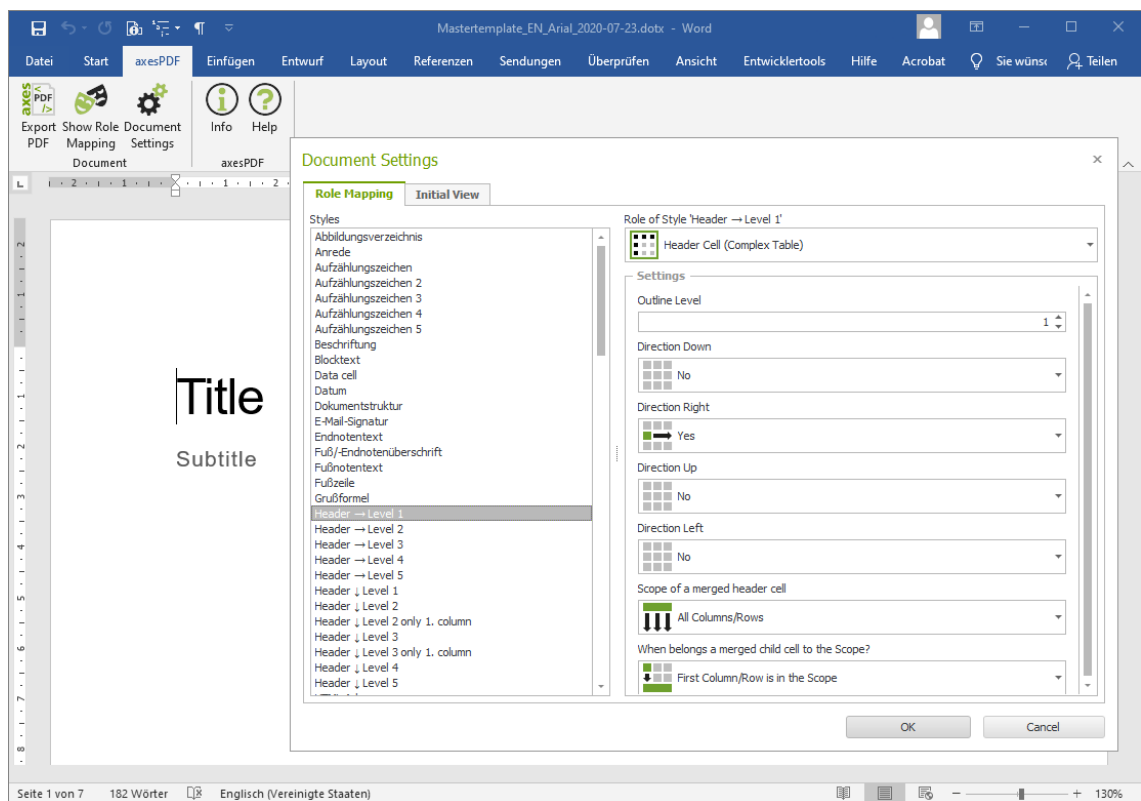 Mastertemplate_EN_Arial_2020-07-23.dotx - Word
Datei Start axesPDF Einfügen Entwurf Layout Referenzen Sendungen Überprüfen Ansicht Entwicklertools Hilfe Acrobat Sie wünsc Teilen
axes PDF
Export PDF
Show Role Mapping
Document Settings
Info
Help
Document
axesPDF
Document Settings
Role Mapping
Initial View
Styles
Abbildungsverzeichnis
Anrede
Aufzählungszeichen
Aufzählungszeichen 2
Aufzählungszeichen 3
Aufzählungszeichen 4
Aufzählungszeichen 5
Beschriftung
Blocktext
Data cell
Datum
Dokumentstruktur
E-Mail-Signatur
Endnotentext
Fuß/-Endnotenüberschrift
Fußnotentext
Fußzeile
Grußformel
Header → Level 1
Header → Level 2
Header → Level 3
Header → Level 4
Header → Level 5
Header ↓ Level 1
Header ↓ Level 2
Header ↓ Level 2 only 1. column
Header ↓ Level 3
Header ↓ Level 3 only 1. column
Header ↓ Level 4
Header ↓ Level 5
Role of Style 'Header → Level 1'
Header Cell (Complex Table)
Settings
Outline Level
1
Direction Down
No
Direction Right
Yes
Direction Up
No
Direction Left
No
Scope of a merged header cell
All Columns/Rows
When belongs a merged child cell to the Scope?
First Column/Row is in the Scope
OK
Cancel
Title
Subtitle
Seite 1 von 7 182 Wörter Englisch (Vereinigte Staaten) 130%